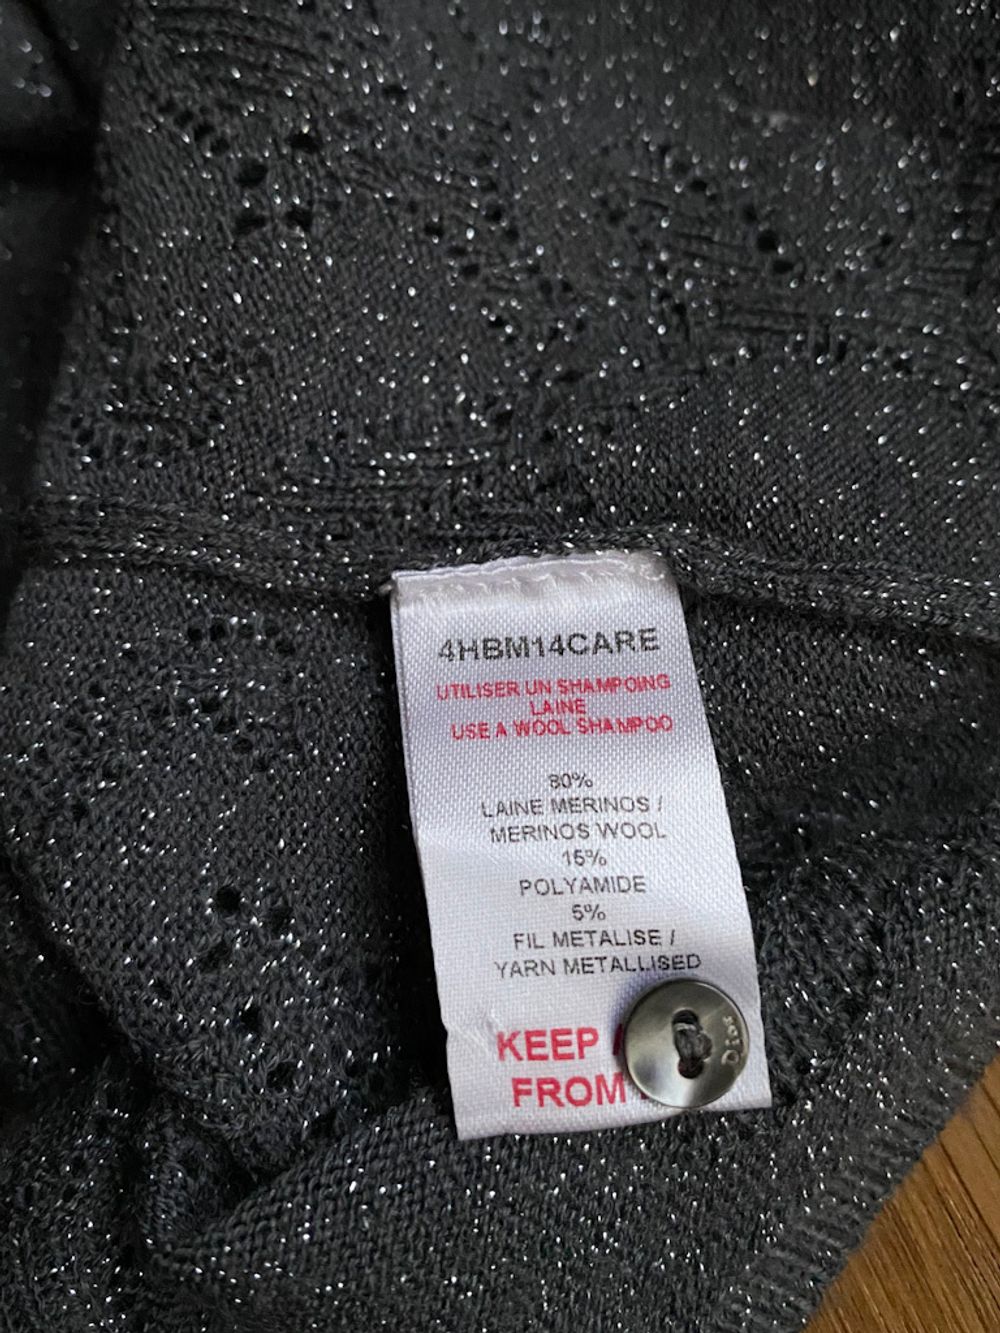 4HBM14CARE
UTILISER UN SHAMPOING
LAINE
USE A WOOL SHAMPOO
80%
LAINE MERINOS /
MERINOS WOOL
15%
POLYAMIDE
5%
FIL METALISE /
YARN METALLISED
KEEP
FROM
Dior